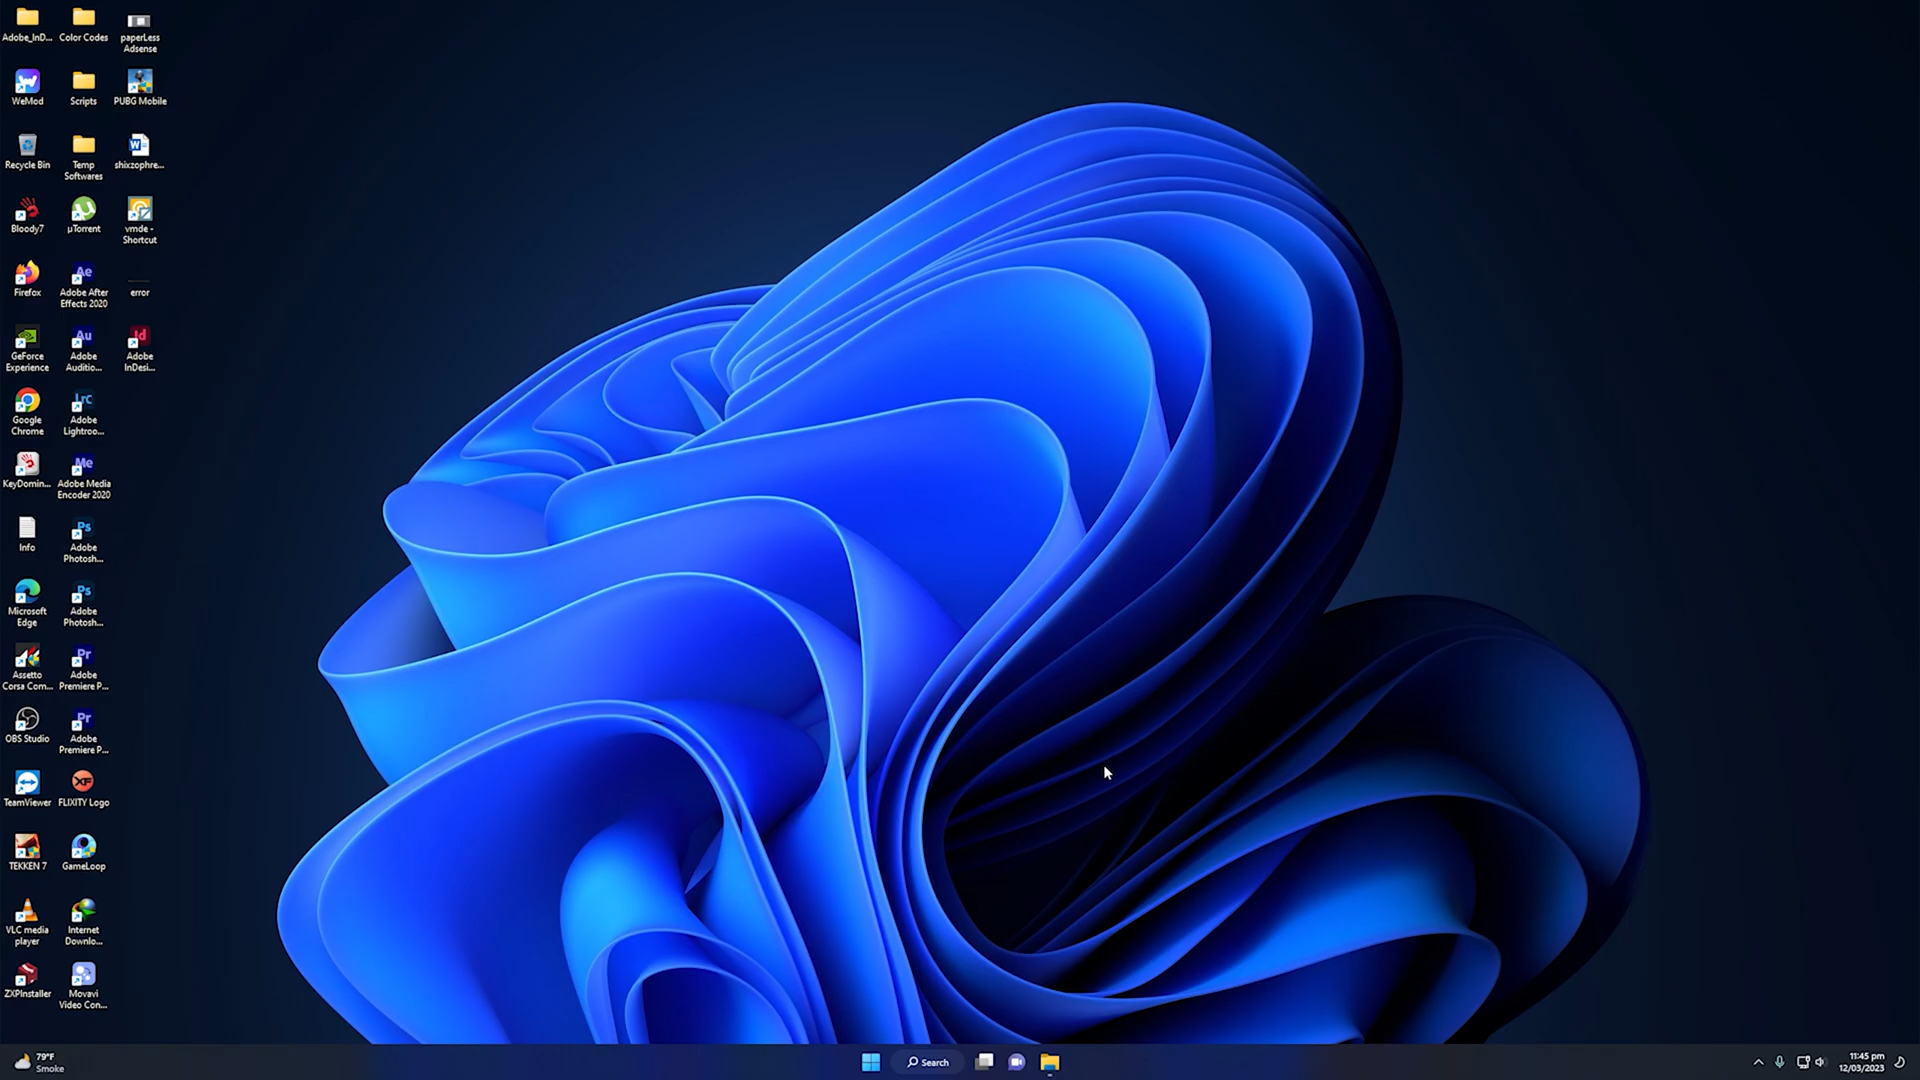 Adobe_InD...
Color Codes
paperLess
Adsense
WeMod
Scripts
PUBG Mobile
Recycle Bin
Temp
Softwares
shixzophre...
Bloody7
µTorrent
vmde -
Shortcut
Firefox
Adobe After
Effects 2020
error
GeForce
Experience
Adobe
Auditio...
Adobe
InDesi...
Google
Chrome
Adobe
Lightroo...
KeyDomin...
Adobe Media
Encoder 2020
Info
Adobe
Photosh...
Microsoft
Edge
Adobe
Photosh...
Assetto
Corsa Com...
Adobe
Premiere P...
OBS Studio
Adobe
Premiere P...
TeamViewer
FLIXITY Logo
TEKKEN 7
GameLoop
VLC media
player
Internet
Downlo...
ZXPInstaller
Movavi
Video Con...
79°F
Smoke
Search
11:45 pm
12/03/2023